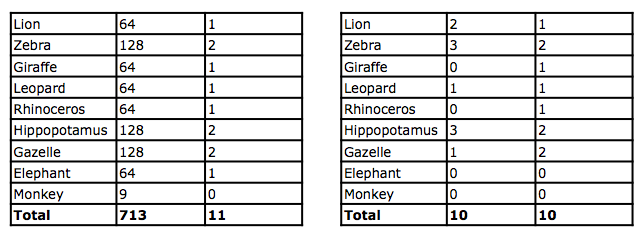 Lion 64 1
Zebra 128 2
Giraffe 64 1
Leopard 64 1
Rhinoceros 64 1
Hippopotamus 128 2
Gazelle 128 2
Elephant 64 1
Monkey 9 0
Total 713 11
Lion 2 1
Zebra 3 2
Giraffe 0 1
Leopard 1 1
Rhinoceros 0 1
Hippopotamus 3 2
Gazelle 1 2
Elephant 0 0
Monkey 0 0
Total 10 10